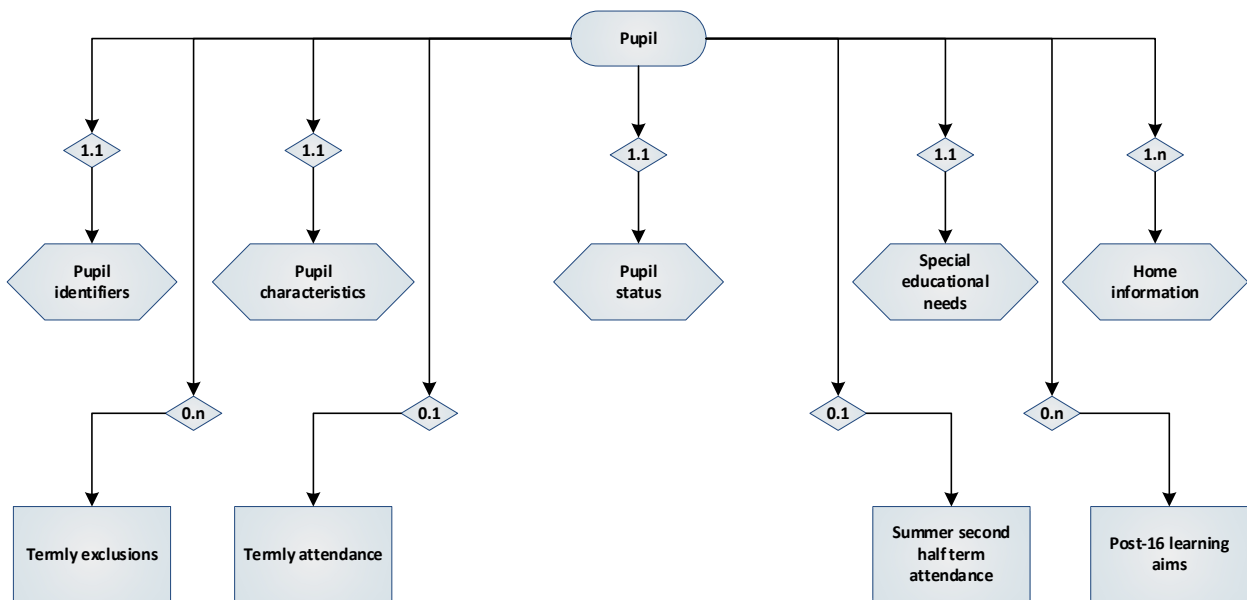 Pupil
1.1
1.1
1.1
1.1
1.n
Pupil
identifiers
Pupil
characteristics
Pupil
status
Special
educational
needs
Home
information
0.n
0.1
0.1
0.n
Termly exclusions
Termly attendance
Summer second
half term
attendance
Post-16 learning
aims